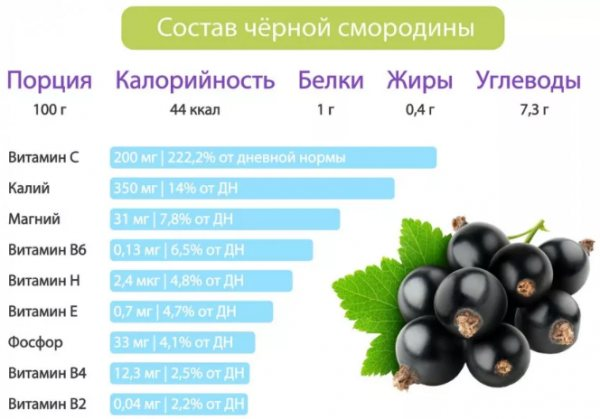 Состав чёрной смородины
Порция Калорийность Белки Жиры Углеводы
100 г 44 ккал 1 г 0,4 г 7,3 г
Витамин С 200 мг | 222,2% от дневной нормы
Калий 350 мг | 14% от ДН
Магний 31 мг | 7,8% от ДН
Витамин В6 0,13 мг | 6,5% от ДН
Витамин Н 2,4 мкг | 4,8% от ДН
Витамин Е 0,7 мг | 4,7% от ДН
Фосфор 33 мг | 4,1% от ДН
Витамин В4 12,3 мг | 2,5% от ДН
Витамин В2 0,04 мг | 2,2% от ДН